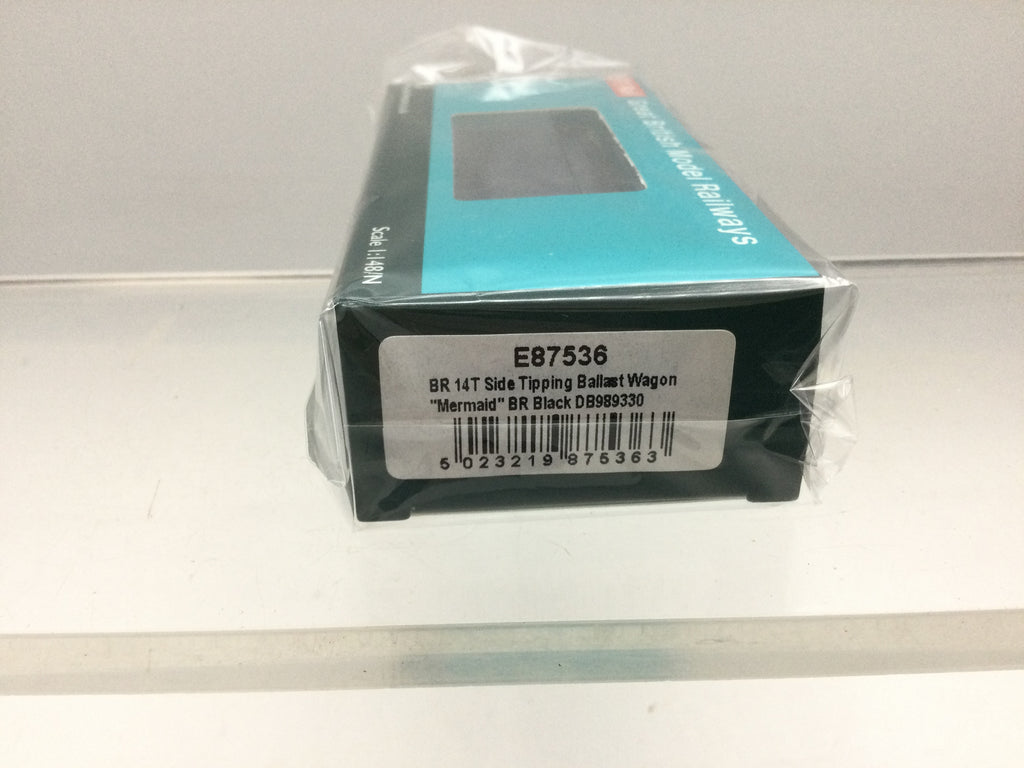 Great British Model Railways
Scale 1:148/N
E87536
BR 14T Side Tipping Ballast Wagon
"Mermaid" BR Black DB989330
5 023219 875363